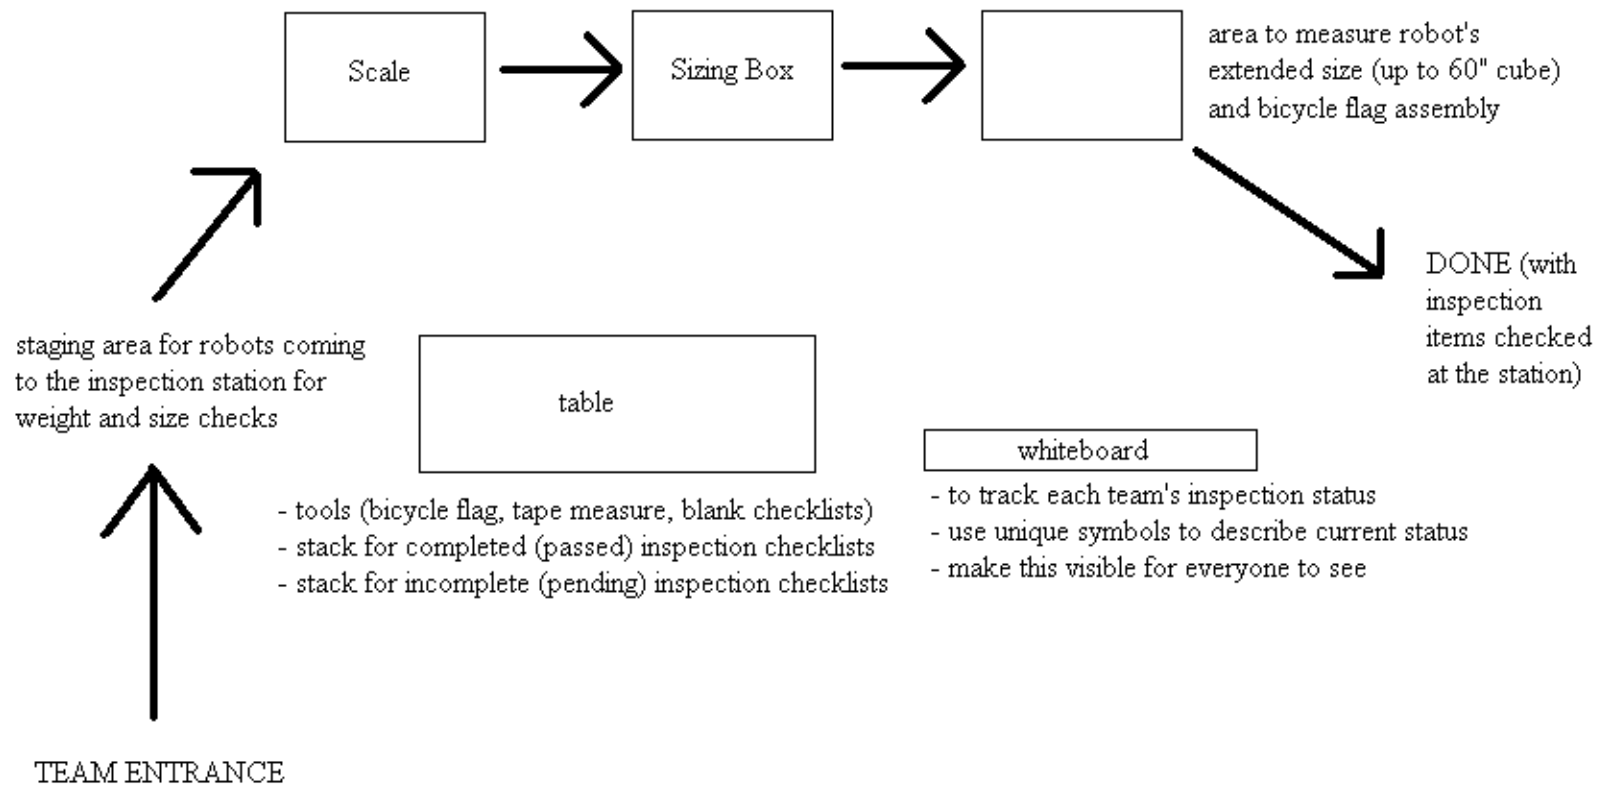 Scale
Sizing Box
area to measure robot's
extended size (up to 60" cube)
and bicycle flag assembly
DONE (with
inspection
items checked
at the station)
staging area for robots coming
to the inspection station for
weight and size checks
table
whiteboard
- tools (bicycle flag, tape measure, blank checklists)
- stack for completed (passed) inspection checklists
- stack for incomplete (pending) inspection checklists
- to track each team's inspection status
- use unique symbols to describe current status
- make this visible for everyone to see
TEAM ENTRANCE